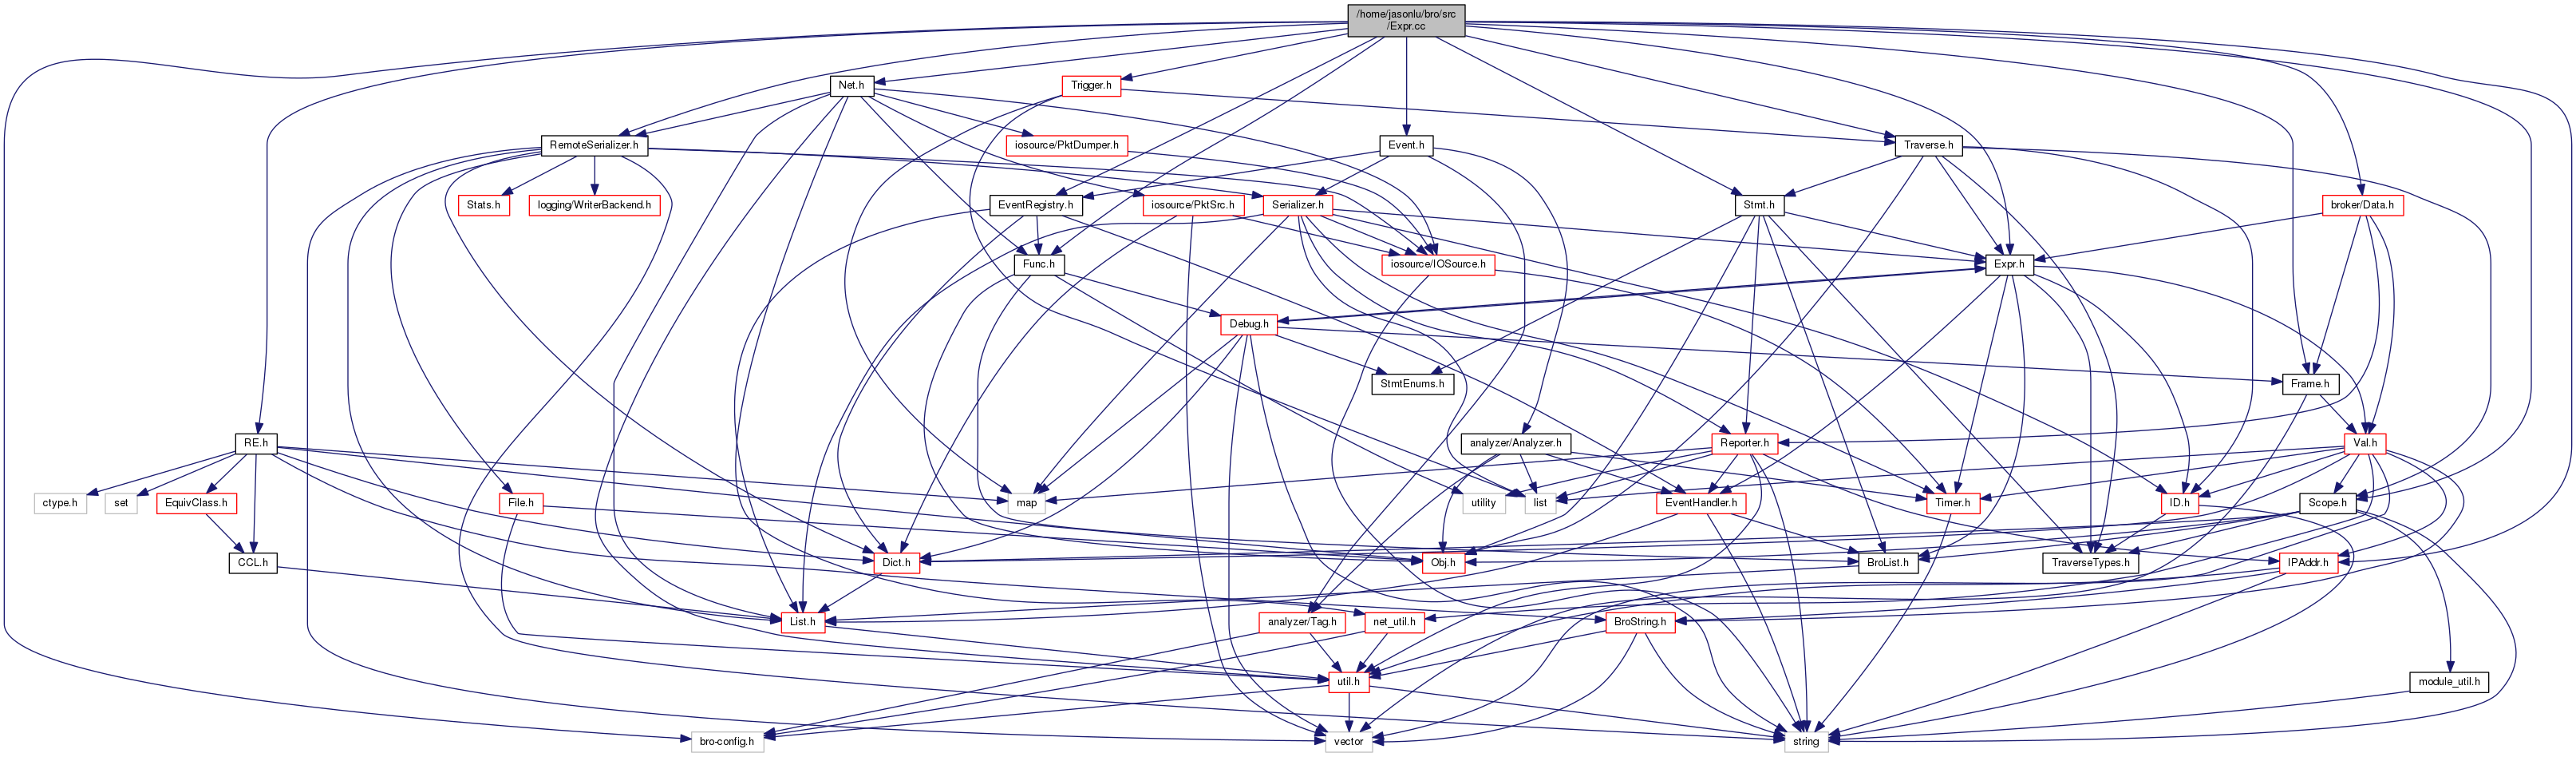 /home/jasonlu/bro/src
/Expr.cc
Net.h
Trigger.h
RemoteSerializer.h
iosource/PktDumper.h
Event.h
Traverse.h
Stats.h
logging/WriterBackend.h
EventRegistry.h
iosource/PktSrc.h
Serializer.h
Stmt.h
broker/Data.h
Func.h
iosource/IOSource.h
Expr.h
Debug.h
StmtEnums.h
Frame.h
RE.h
analyzer/Analyzer.h
Reporter.h
Val.h
ctype.h
set
EquivClass.h
File.h
map
utility
list
EventHandler.h
Timer.h
ID.h
Scope.h
CCL.h
Dict.h
Obj.h
BroList.h
TraverseTypes.h
IPAddr.h
List.h
analyzer/Tag.h
net_util.h
BroString.h
util.h
module_util.h
bro-config.h
vector
string